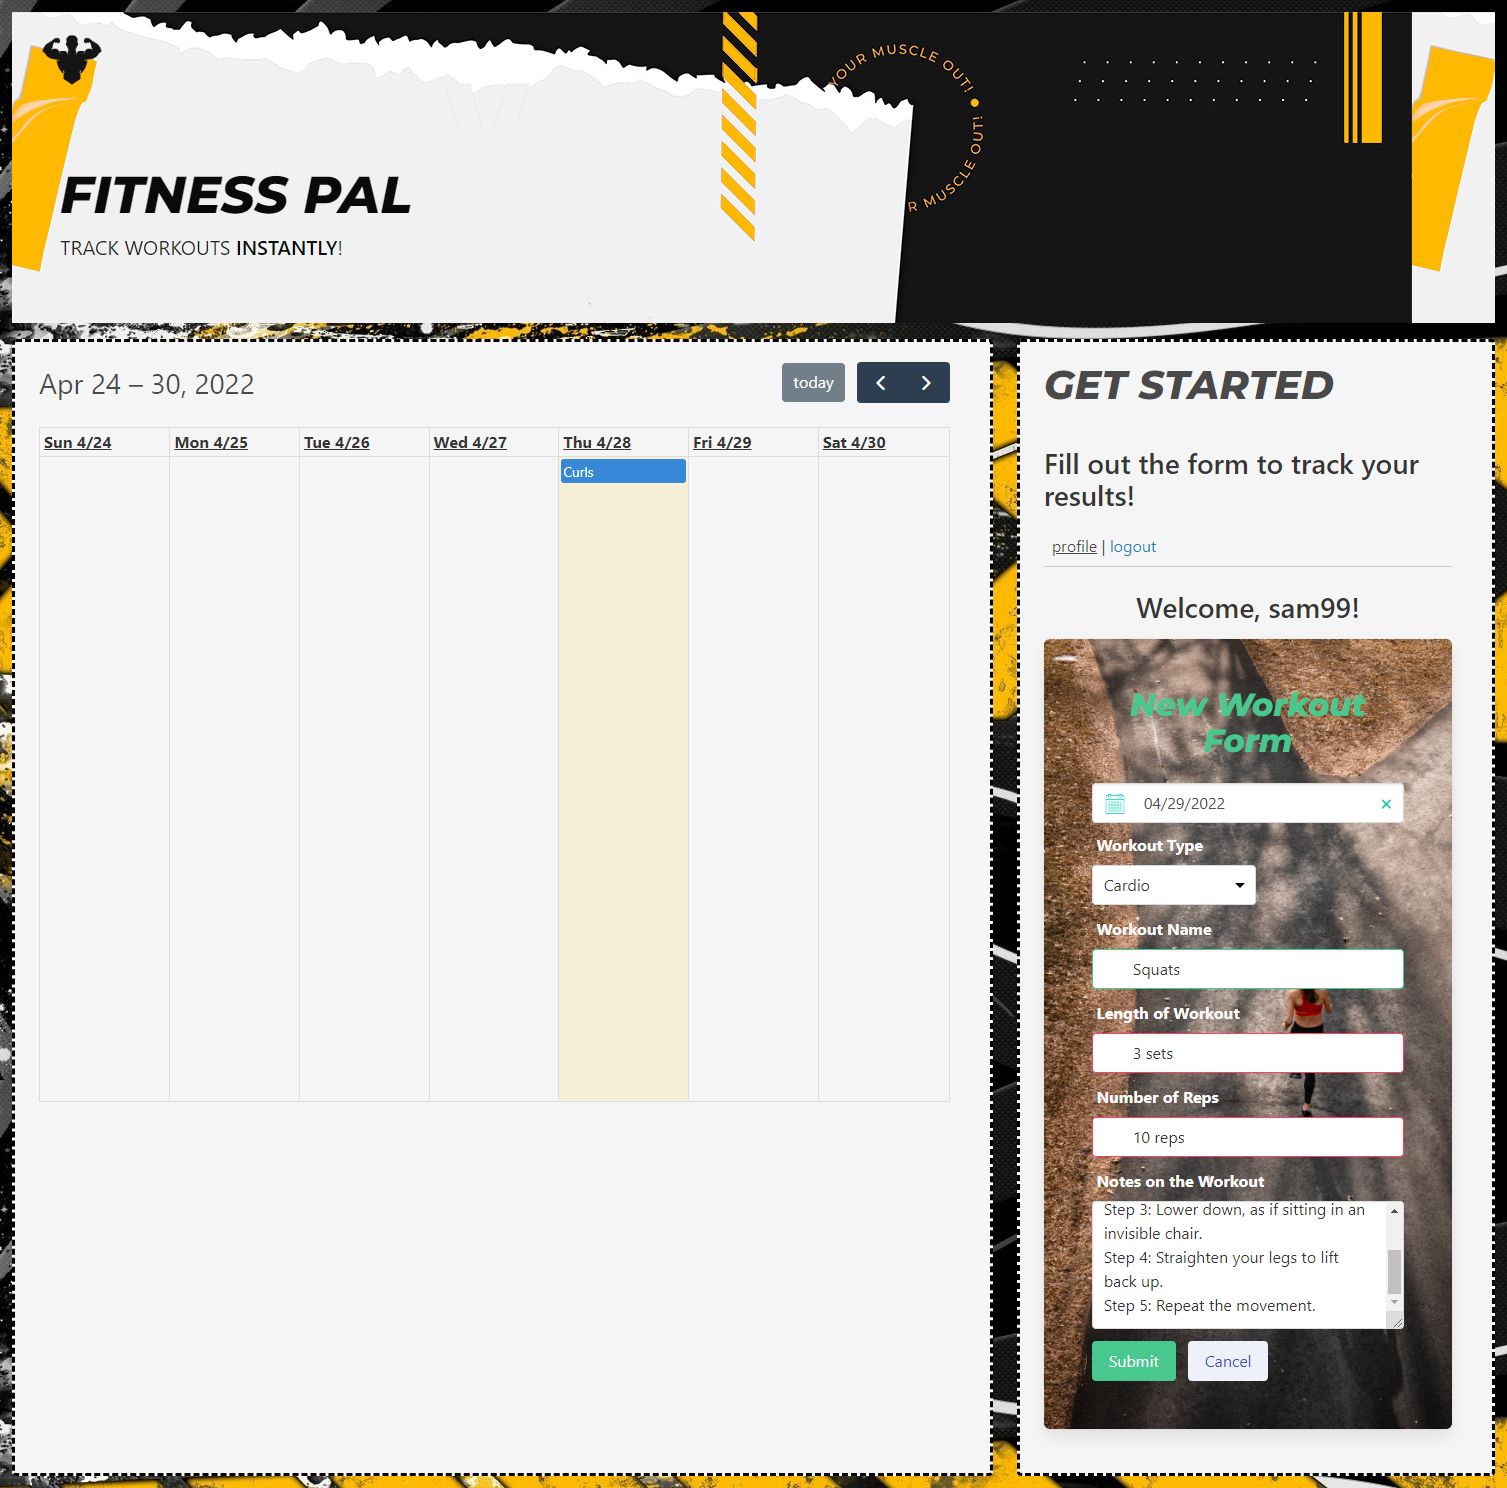 YOUR MUSCLE OUT!
R MUSCLE OUT!
FITNESS PAL
TRACK WORKOUTS INSTANTLY!
Apr 24 – 30, 2022
today
Sun 4/24 Mon 4/25 Tue 4/26 Wed 4/27 Thu 4/28 Fri 4/29 Sat 4/30
Curls
GET STARTED
Fill out the form to track your
results!
profile | logout
Welcome, sam99!
New Workout
Form
04/29/2022
Workout Type
Cardio
Workout Name
Squats
Length of Workout
3 sets
Number of Reps
10 reps
Notes on the Workout
Step 3: Lower down, as if sitting in an
invisible chair.
Step 4: Straighten your legs to lift
back up.
Step 5: Repeat the movement.
Submit Cancel